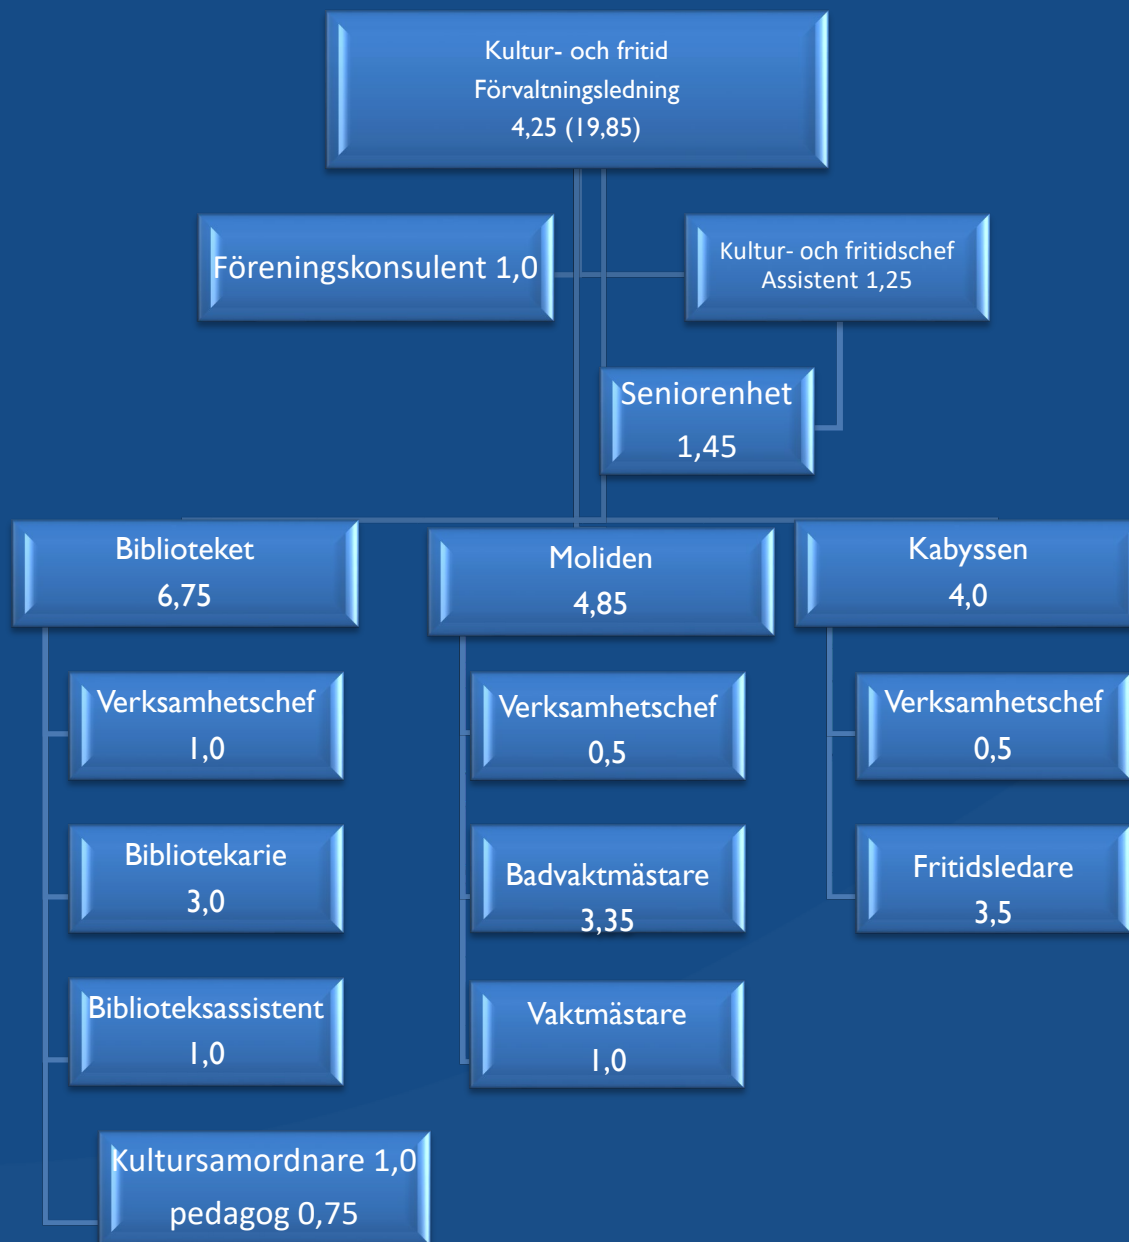 Kultur- och fritid
Förvaltningsledning
4,25 (19,85)
Föreningskonsulent 1,0
Kultur- och fritidschef
Assistent 1,25
Seniorenhet
1,45
Biblioteket
6,75
Moliden
4,85
Kabyssen
4,0
Verksamhetschef
1,0
Verksamhetschef
0,5
Verksamhetschef
0,5
Bibliotekarie
3,0
Badvaktmästare
3,35
Fritidsledare
3,5
Biblioteksassistent
1,0
Vaktmästare
1,0
Kultursamordnare 1,0
pedagog 0,75